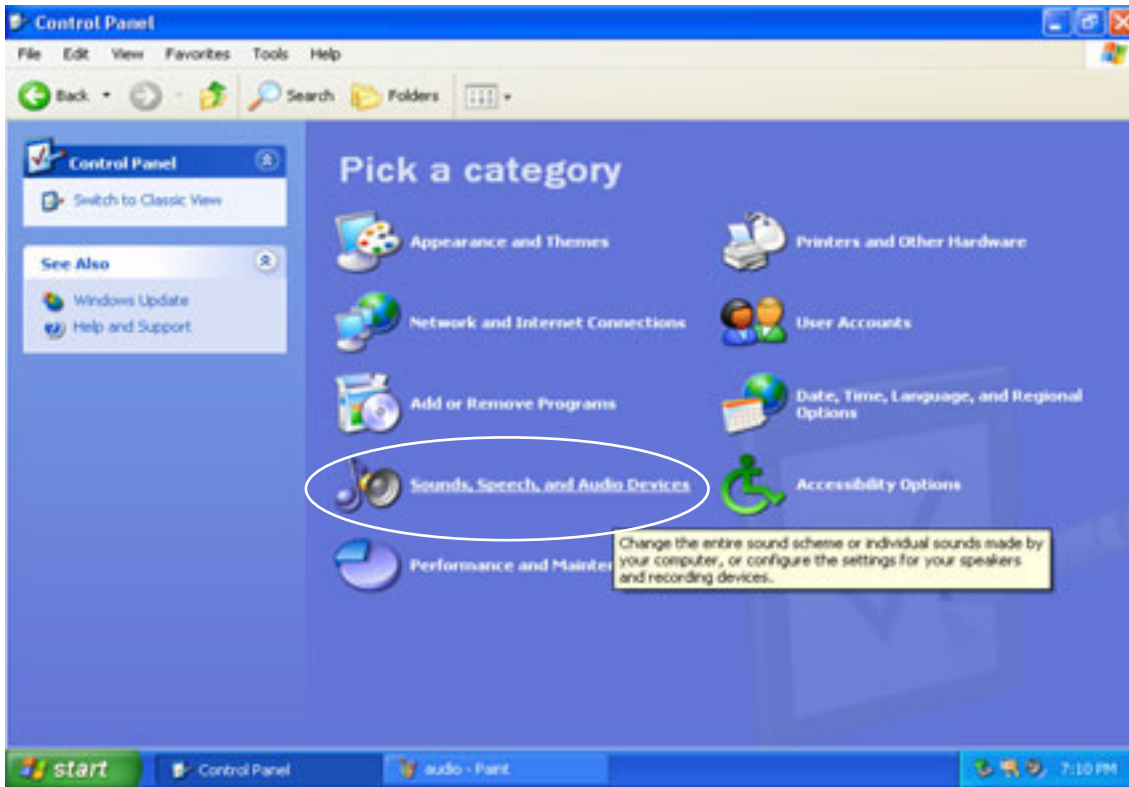 Control Panel
File Edit View Favorites Tools Help
Back Search Folders
Control Panel
Switch to Classic View
See Also
Windows Update
Help and Support
Pick a category
Appearance and Themes
Printers and Other Hardware
Network and Internet Connections
User Accounts
Add or Remove Programs
Date, Time, Language, and Regional
Options
Sounds, Speech, and Audio Devices
Accessibility Options
Performance and Mainte
Change the entire sound scheme or individual sounds made by
your computer, or configure the settings for your speakers
and recording devices.
start Control Panel audio - Paint 7:10 PM